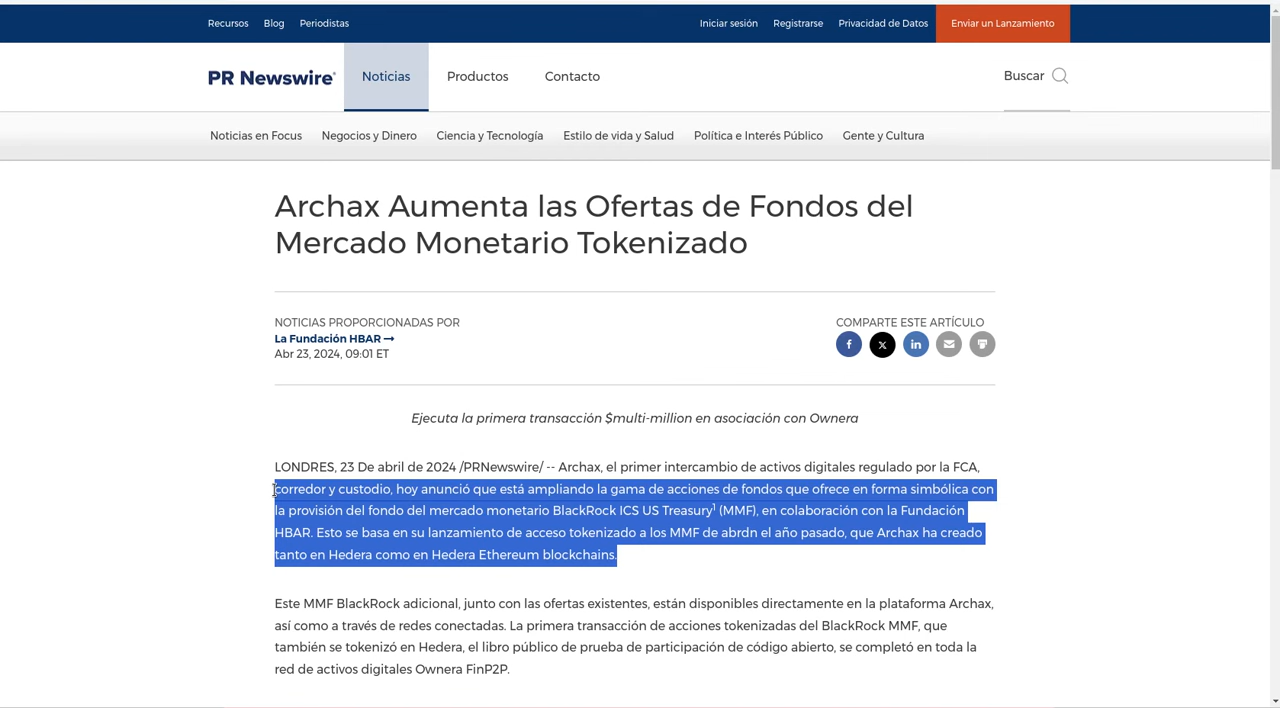 Recursos Blog Periodistas Iniciar sesión Registrarse Privacidad de Datos Enviar un Lanzamiento
PR Newswire Noticias Productos Contacto Buscar
Noticias en Focus Negocios y Dinero Ciencia y Tecnología Estilo de vida y Salud Política e Interés Público Gente y Cultura
Archax Aumenta las Ofertas de Fondos del
Mercado Monetario Tokenizado
NOTICIAS PROPORCIONADAS POR
La Fundación HBAR →
Abr 23, 2024, 09:01 ET
COMPARTE ESTE ARTÍCULO
Ejecuta la primera transacción $multi-million en asociación con Ownera
LONDRES, 23 De abril de 2024 /PRNewswire/ -- Archax, el primer intercambio de activos digitales regulado por la FCA,
corredor y custodio, hoy anunció que está ampliando la gama de acciones de fondos que ofrece en forma simbólica con
la provisión del fondo del mercado monetario BlackRock ICS US Treasury¹ (MMF), en colaboración con la Fundación
HBAR. Esto se basa en su lanzamiento de acceso tokenizado a los MMF de abrdn el año pasado, que Archax ha creado
tanto en Hedera como en Hedera Ethereum blockchains.
Este MMF BlackRock adicional, junto con las ofertas existentes, están disponibles directamente en la plataforma Archax,
así como a través de redes conectadas. La primera transacción de acciones tokenizadas del BlackRock MMF, que
también se tokenizó en Hedera, el libro público de prueba de participación de código abierto, se completó en toda la
red de activos digitales Ownera FinP2P.